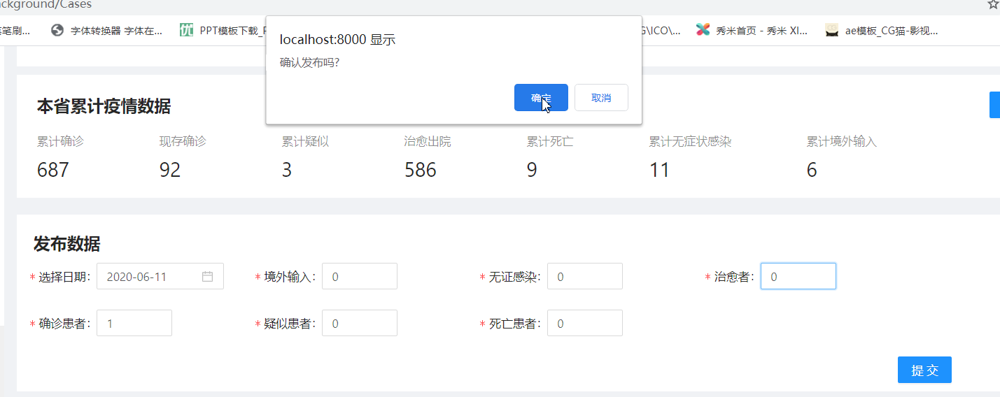 ckground/Cases
笔刷...
字体转换器 字体在...
PPT模板下载_
\ICO\...
秀米首页 - 秀米 XI...
ae模板_CG猫-影视...
localhost:8000 显示
确认发布吗?
确定
取消
本省累计疫情数据
累计确诊 现存确诊 累计疑似 治愈出院 累计死亡 累计无症状感染 累计境外输入
687 92 3 586 9 11 6
发布数据
* 选择日期: 2020-06-11 * 境外输入: 0 * 无证感染: 0 * 治愈者: 0
* 确诊患者: 1 * 疑似患者: 0 * 死亡患者: 0
提 交